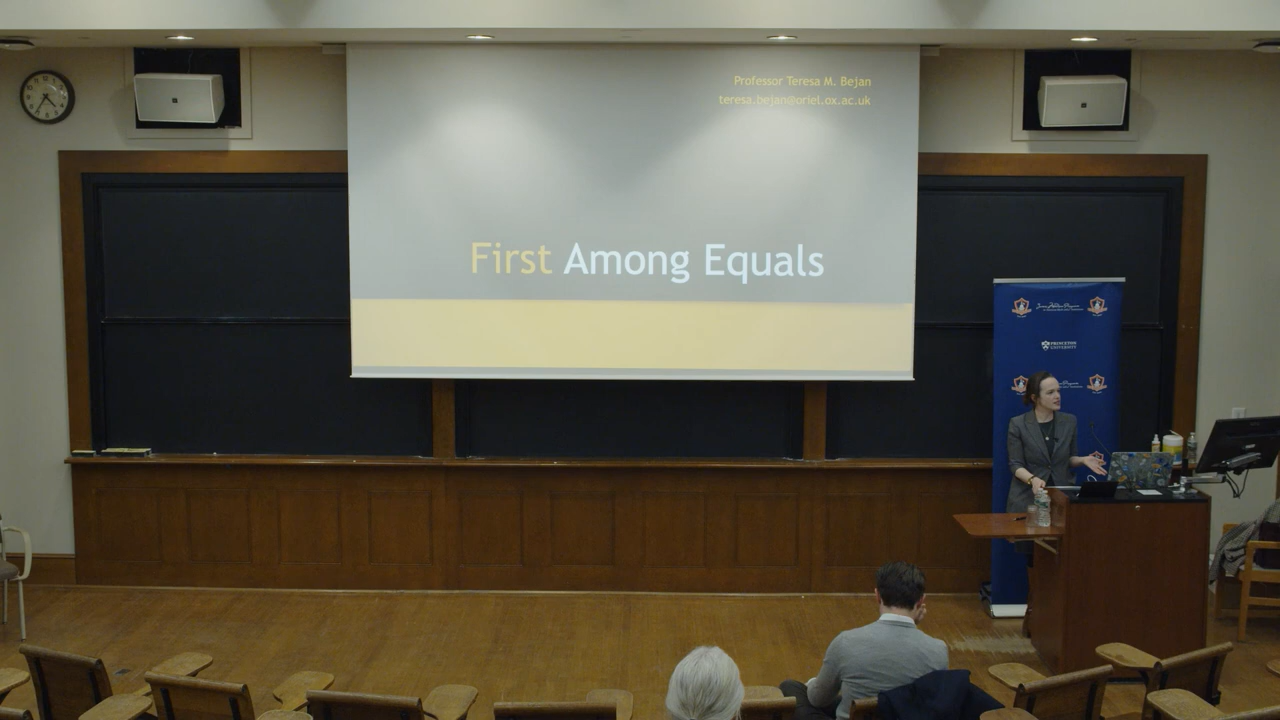 Professor Teresa M. Bejan
teresa.bejan@oriel.ox.ac.uk
First Among Equals
PRINCETON
UNIVERSITY